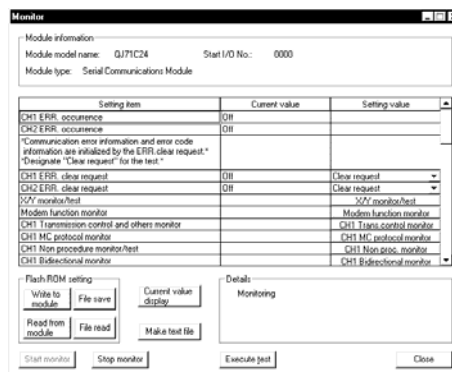 Monitor
Module information
Module model name: QJ71C24 Start I/O No.: 0000
Module type: Serial Communications Module
Setting item Current value Setting value
CH1 ERR. occurrence Off
CH2 ERR. occurrence Off
"Communication error information and error code
information are initialized by the ERR.clear request."
"Designate "Clear request" for the test."
CH1 ERR. clear request Off Clear request
CH2 ERR. clear request Off Clear request
X/Y monitor/test X/Y monitor/test
Modem function monitor Modem function monitor
CH1 Transmission control and others monitor CH1 Trans.control monitor
CH1 MC protocol monitor CH1 MC protocol monitor
CH1 Non procedure monitor/test CH1 Non proc. monitor
CH1 Bidirectional monitor CH1 Bidirectional monitor
Flash ROM setting
Write to
module
File save
Current value
display
Read from
module
File read
Make text file
Details
Monitoring
Start monitor Stop monitor Execute test Close